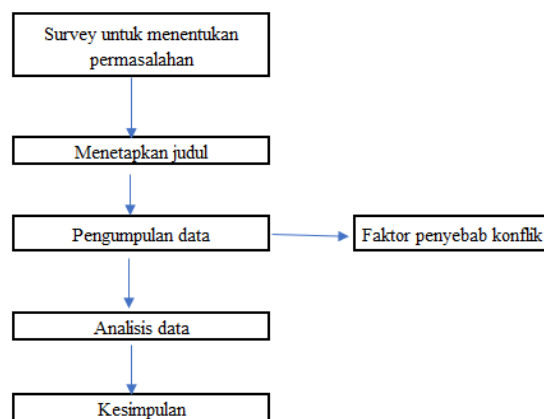 Survey untuk menentukan
permasalahan
Menetapkan judul
Pengumpulan data
Faktor penyebab konflik
Analisis data
Kesimpulan